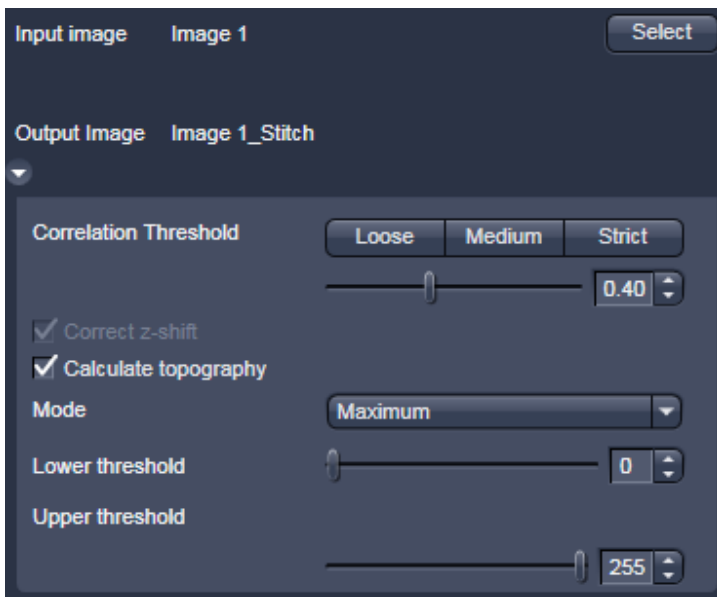 Input image Image 1 Select
Output Image Image 1_Stitch
Correlation Threshold Loose Medium Strict
0.40
Correct z-shift
Calculate topography
Mode Maximum
Lower threshold 0
Upper threshold
255